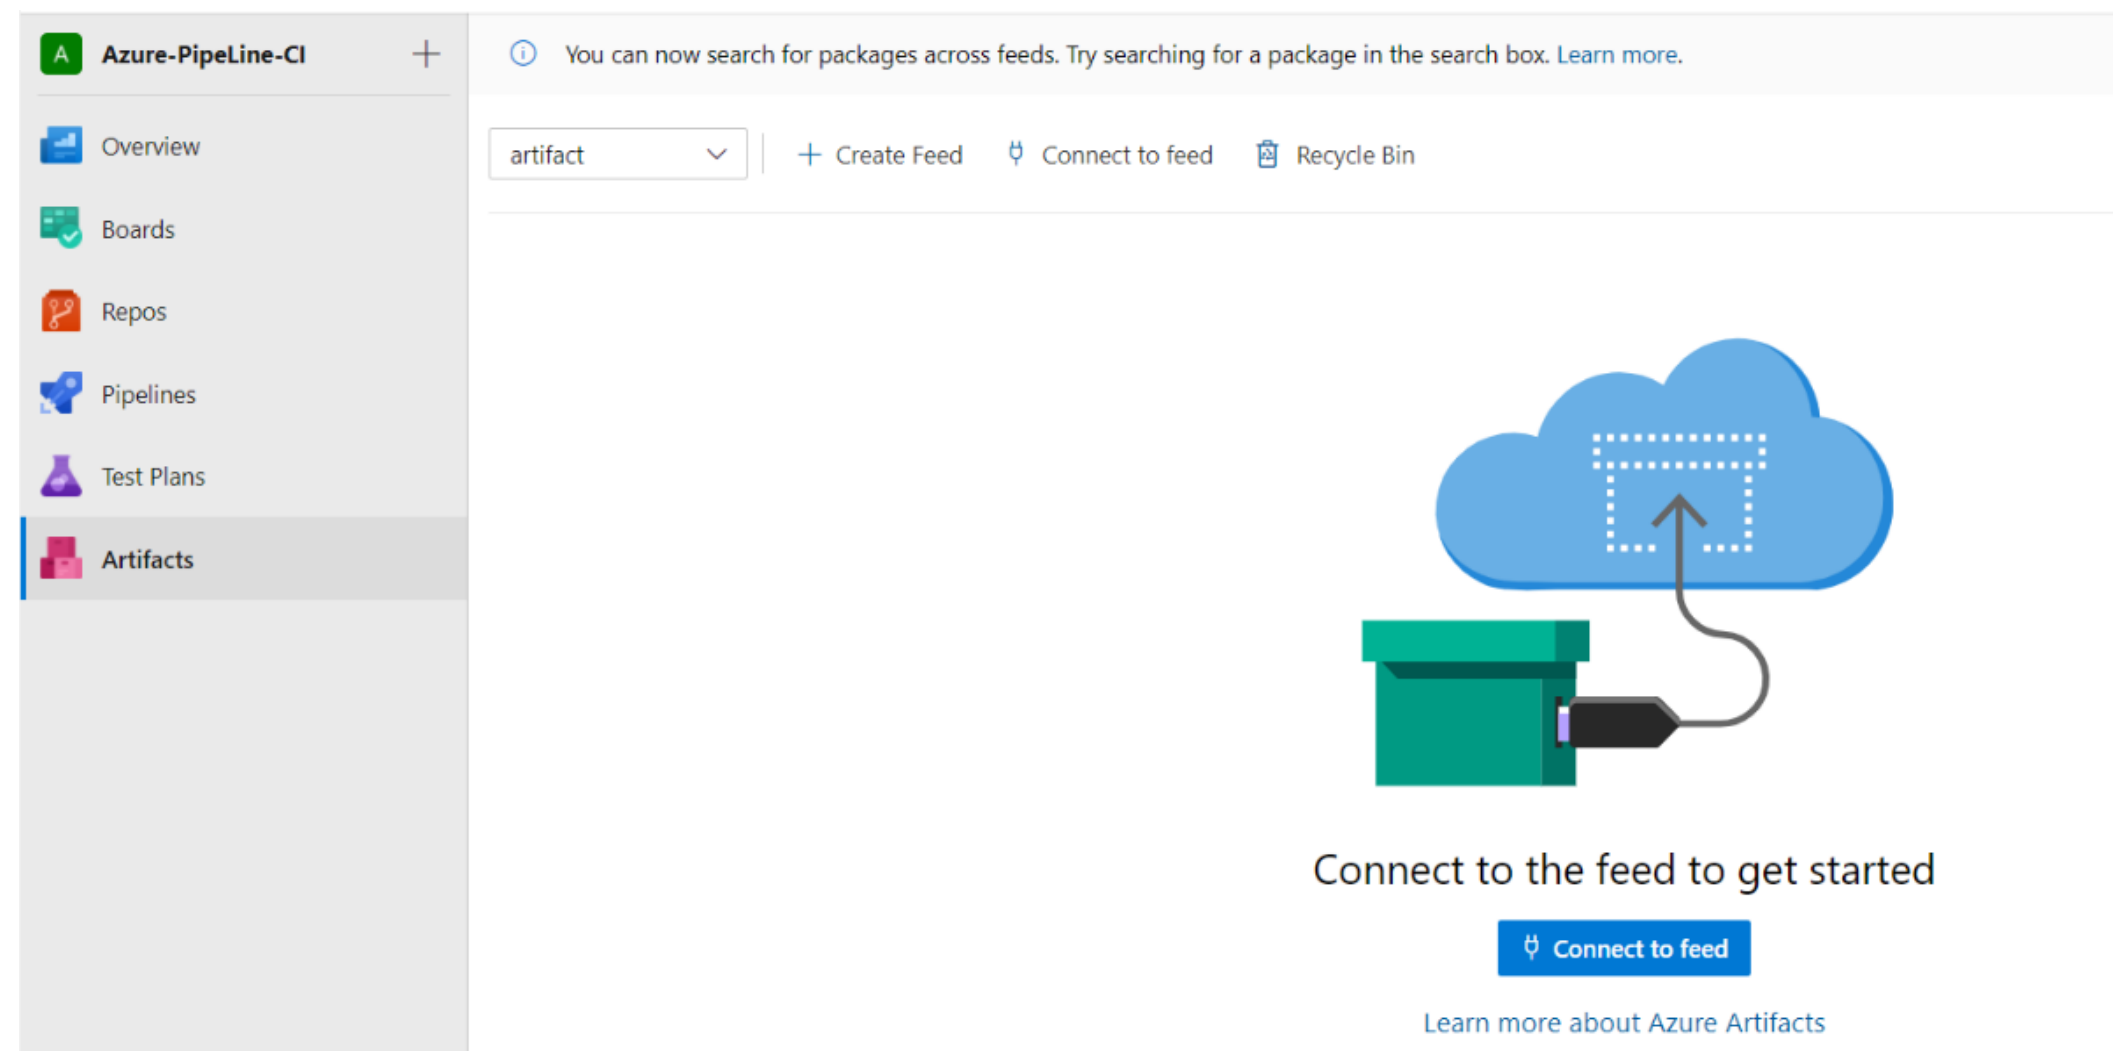 A Azure-PipeLine-CI
You can now search for packages across feeds. Try searching for a package in the search box. Learn more.
Overview
artifact
Create Feed
Connect to feed
Recycle Bin
Boards
Repos
Pipelines
Test Plans
Artifacts
Connect to the feed to get started
Connect to feed
Learn more about Azure Artifacts